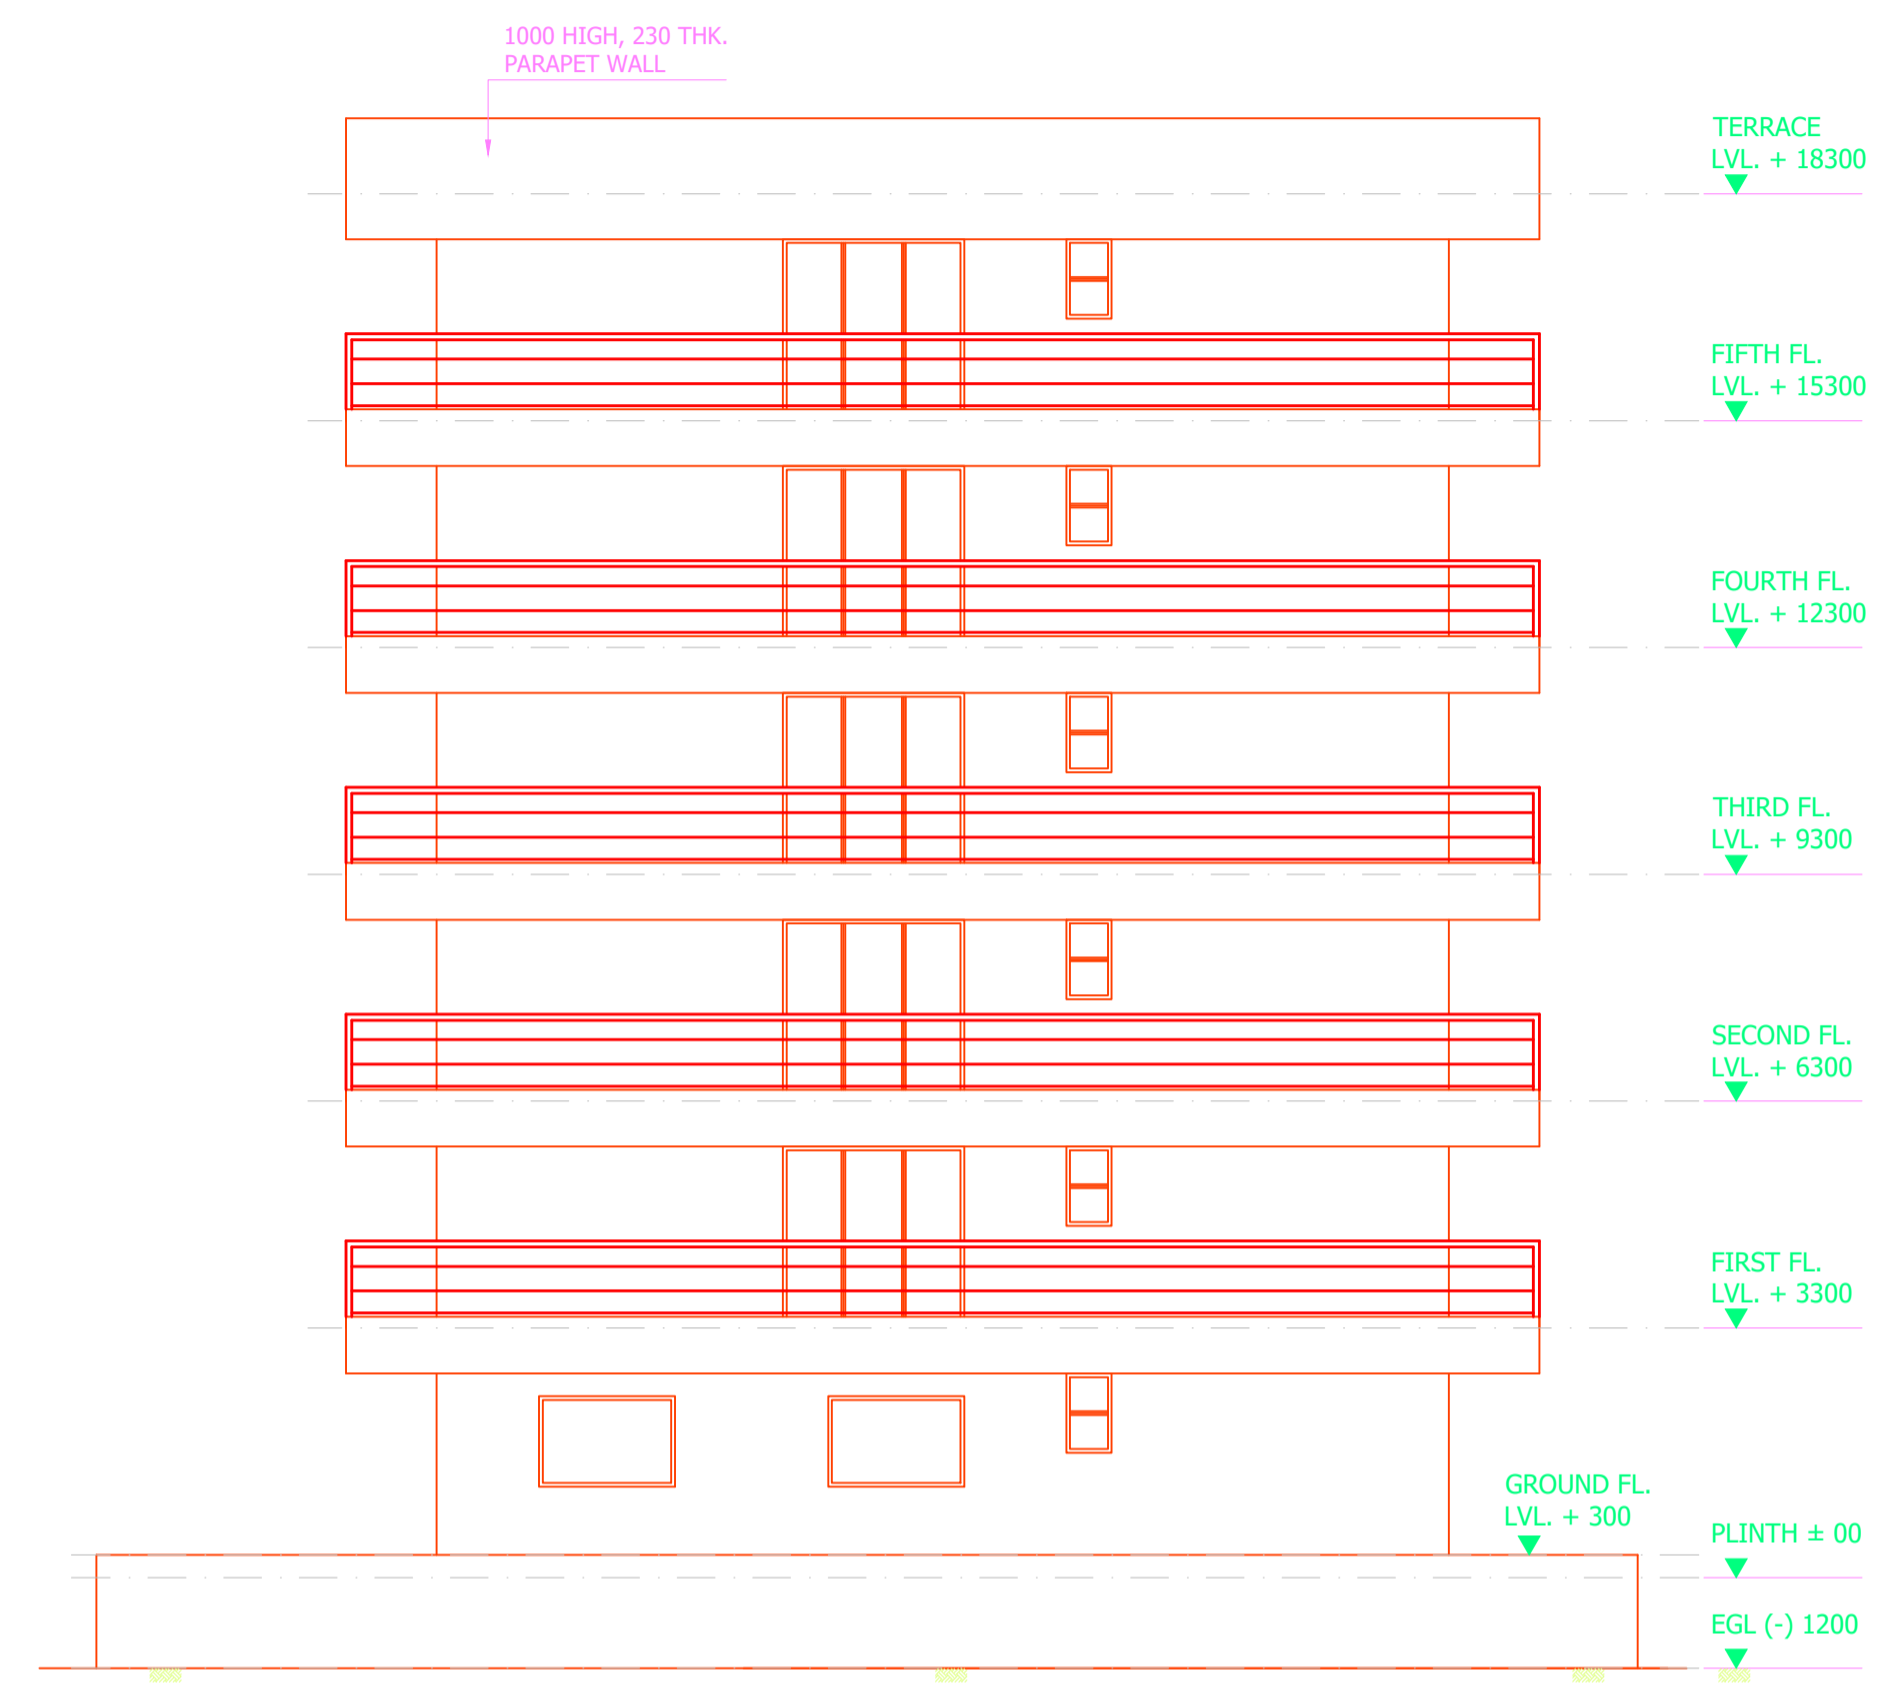 1000 HIGH, 230 THK.
PARAPET WALL
TERRACE
LVL. + 18300
FIFTH FL.
LVL. + 15300
FOURTH FL.
LVL. + 12300
THIRD FL.
LVL. + 9300
SECOND FL.
LVL. + 6300
FIRST FL.
LVL. + 3300
GROUND FL.
LVL. + 300
PLINTH ± 00
EGL (-) 1200